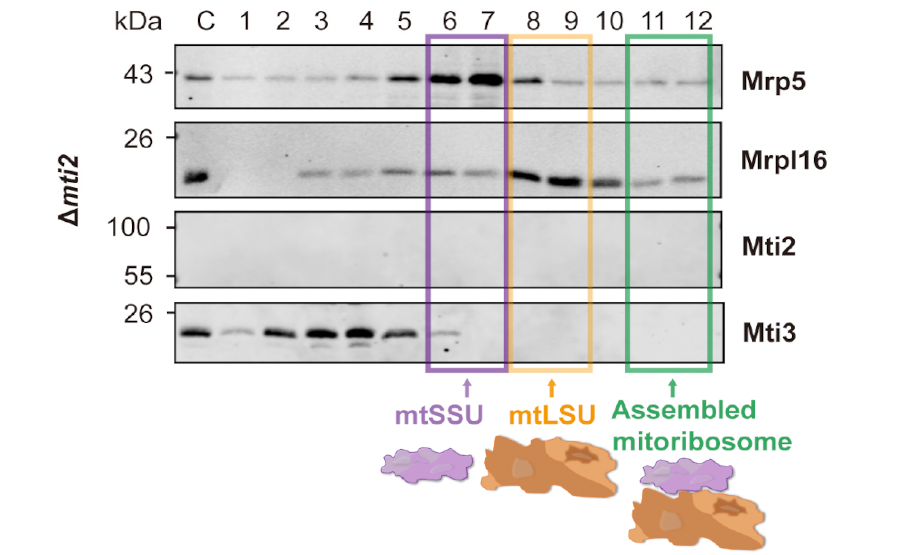 kDa C 1 2 3 4 5 6 7 8 9 10 11 12
43 Mrp5
26 Mrpl16
Δmti2
100 Mti2
55
26 Mti3
mtSSU mtLSU Assembled
mitoribosome